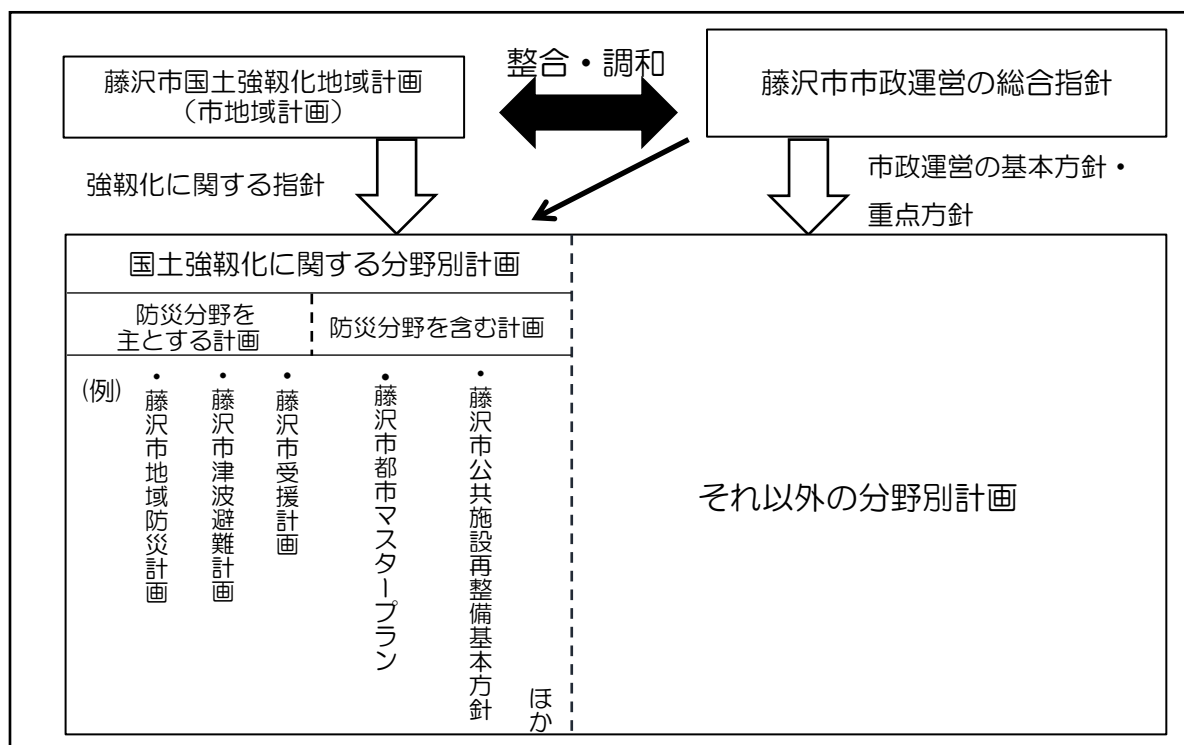 整合・調和
藤沢市国土強靱化地域計画
（市地域計画）
藤沢市市政運営の総合指針
強靱化に関する指針
市政運営の基本方針・
重点方針
国土強靱化に関する分野別計画
防災分野を
主とする計画
防災分野を含む計画
(例)
・藤沢市地域防災計画
・藤沢市津波避難計画
・藤沢市受援計画
・藤沢市都市マスタープラン
・藤沢市公共施設再整備基本方針
ほか
それ以外の分野別計画